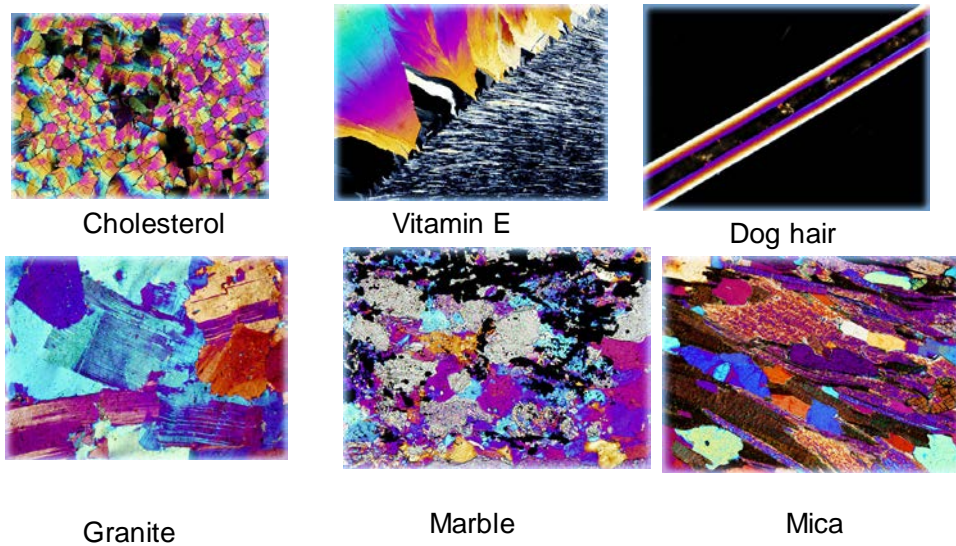 Cholesterol
Vitamin E
Dog hair
Granite
Marble
Mica